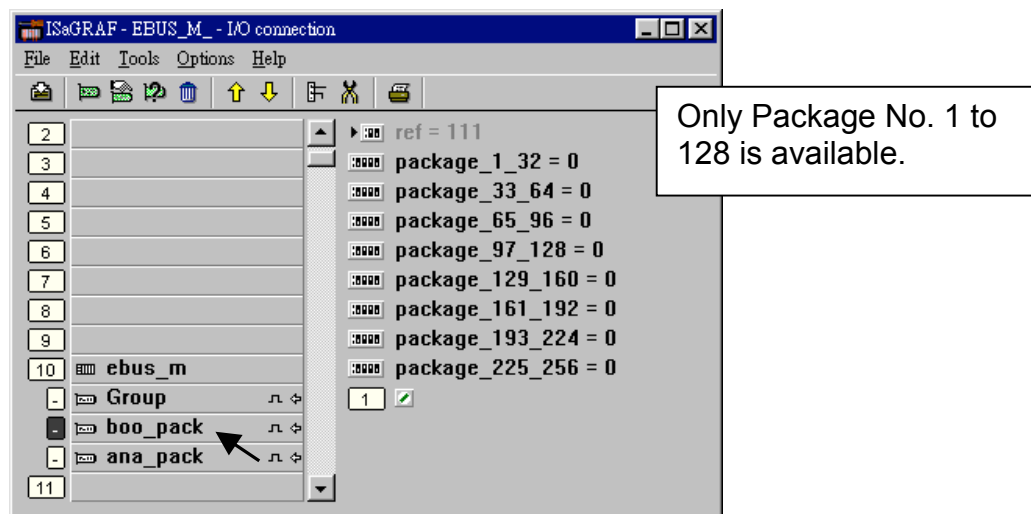 ISaGRAF - EBUS_M_ - I/O connection
File Edit Tools Options Help
Only Package No. 1 to
128 is available.
2
3
4
5
6
7
8
9
10 ebus_m
- Group
- boo_pack
- ana_pack
11
ref = 111
package_1_32 = 0
package_33_64 = 0
package_65_96 = 0
package_97_128 = 0
package_129_160 = 0
package_161_192 = 0
package_193_224 = 0
package_225_256 = 0
1